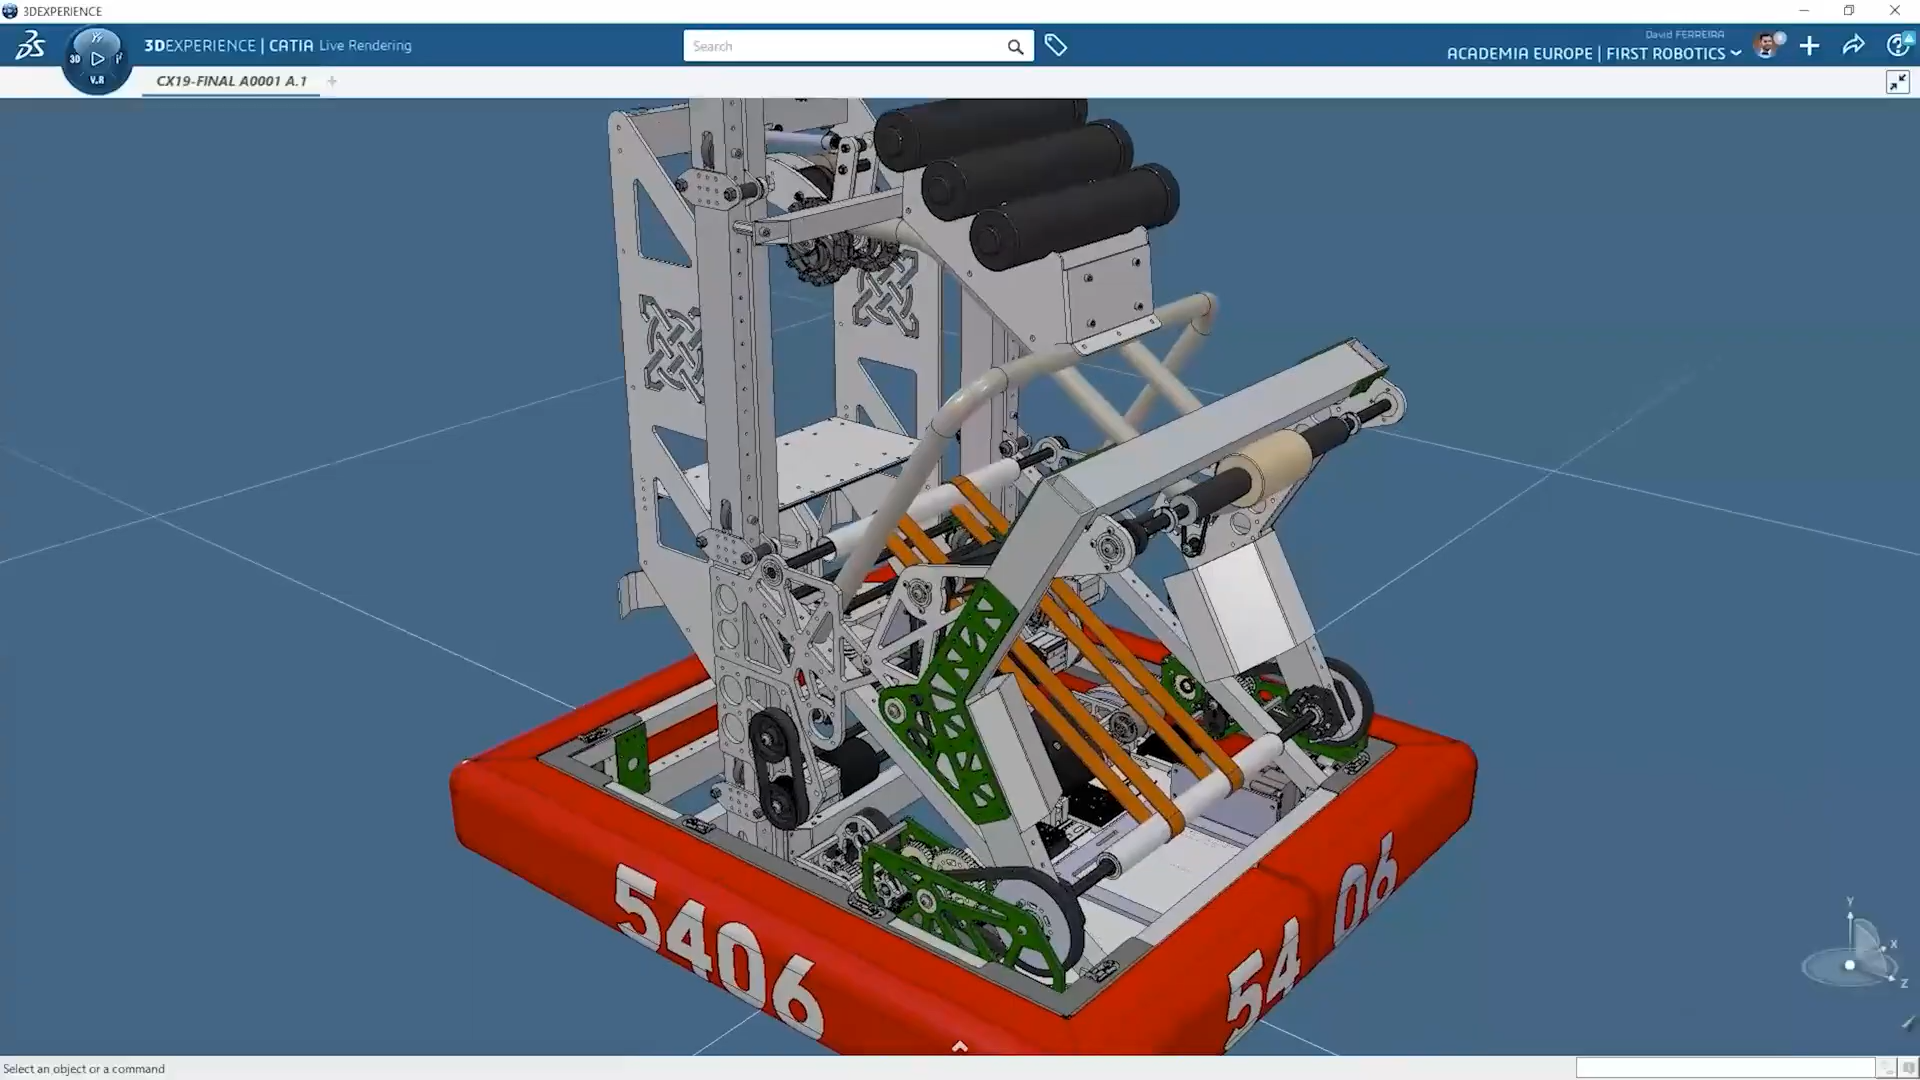 3DEXPERIENCE
3DEXPERIENCE | CATIA Live Rendering
3D
V.R
Search
David FERREIRA
ACADEMIA EUROPE | FIRST ROBOTICS
CX19-FINAL A0001 A.1
5406
54 06
Y
X
Z
Select an object or a command